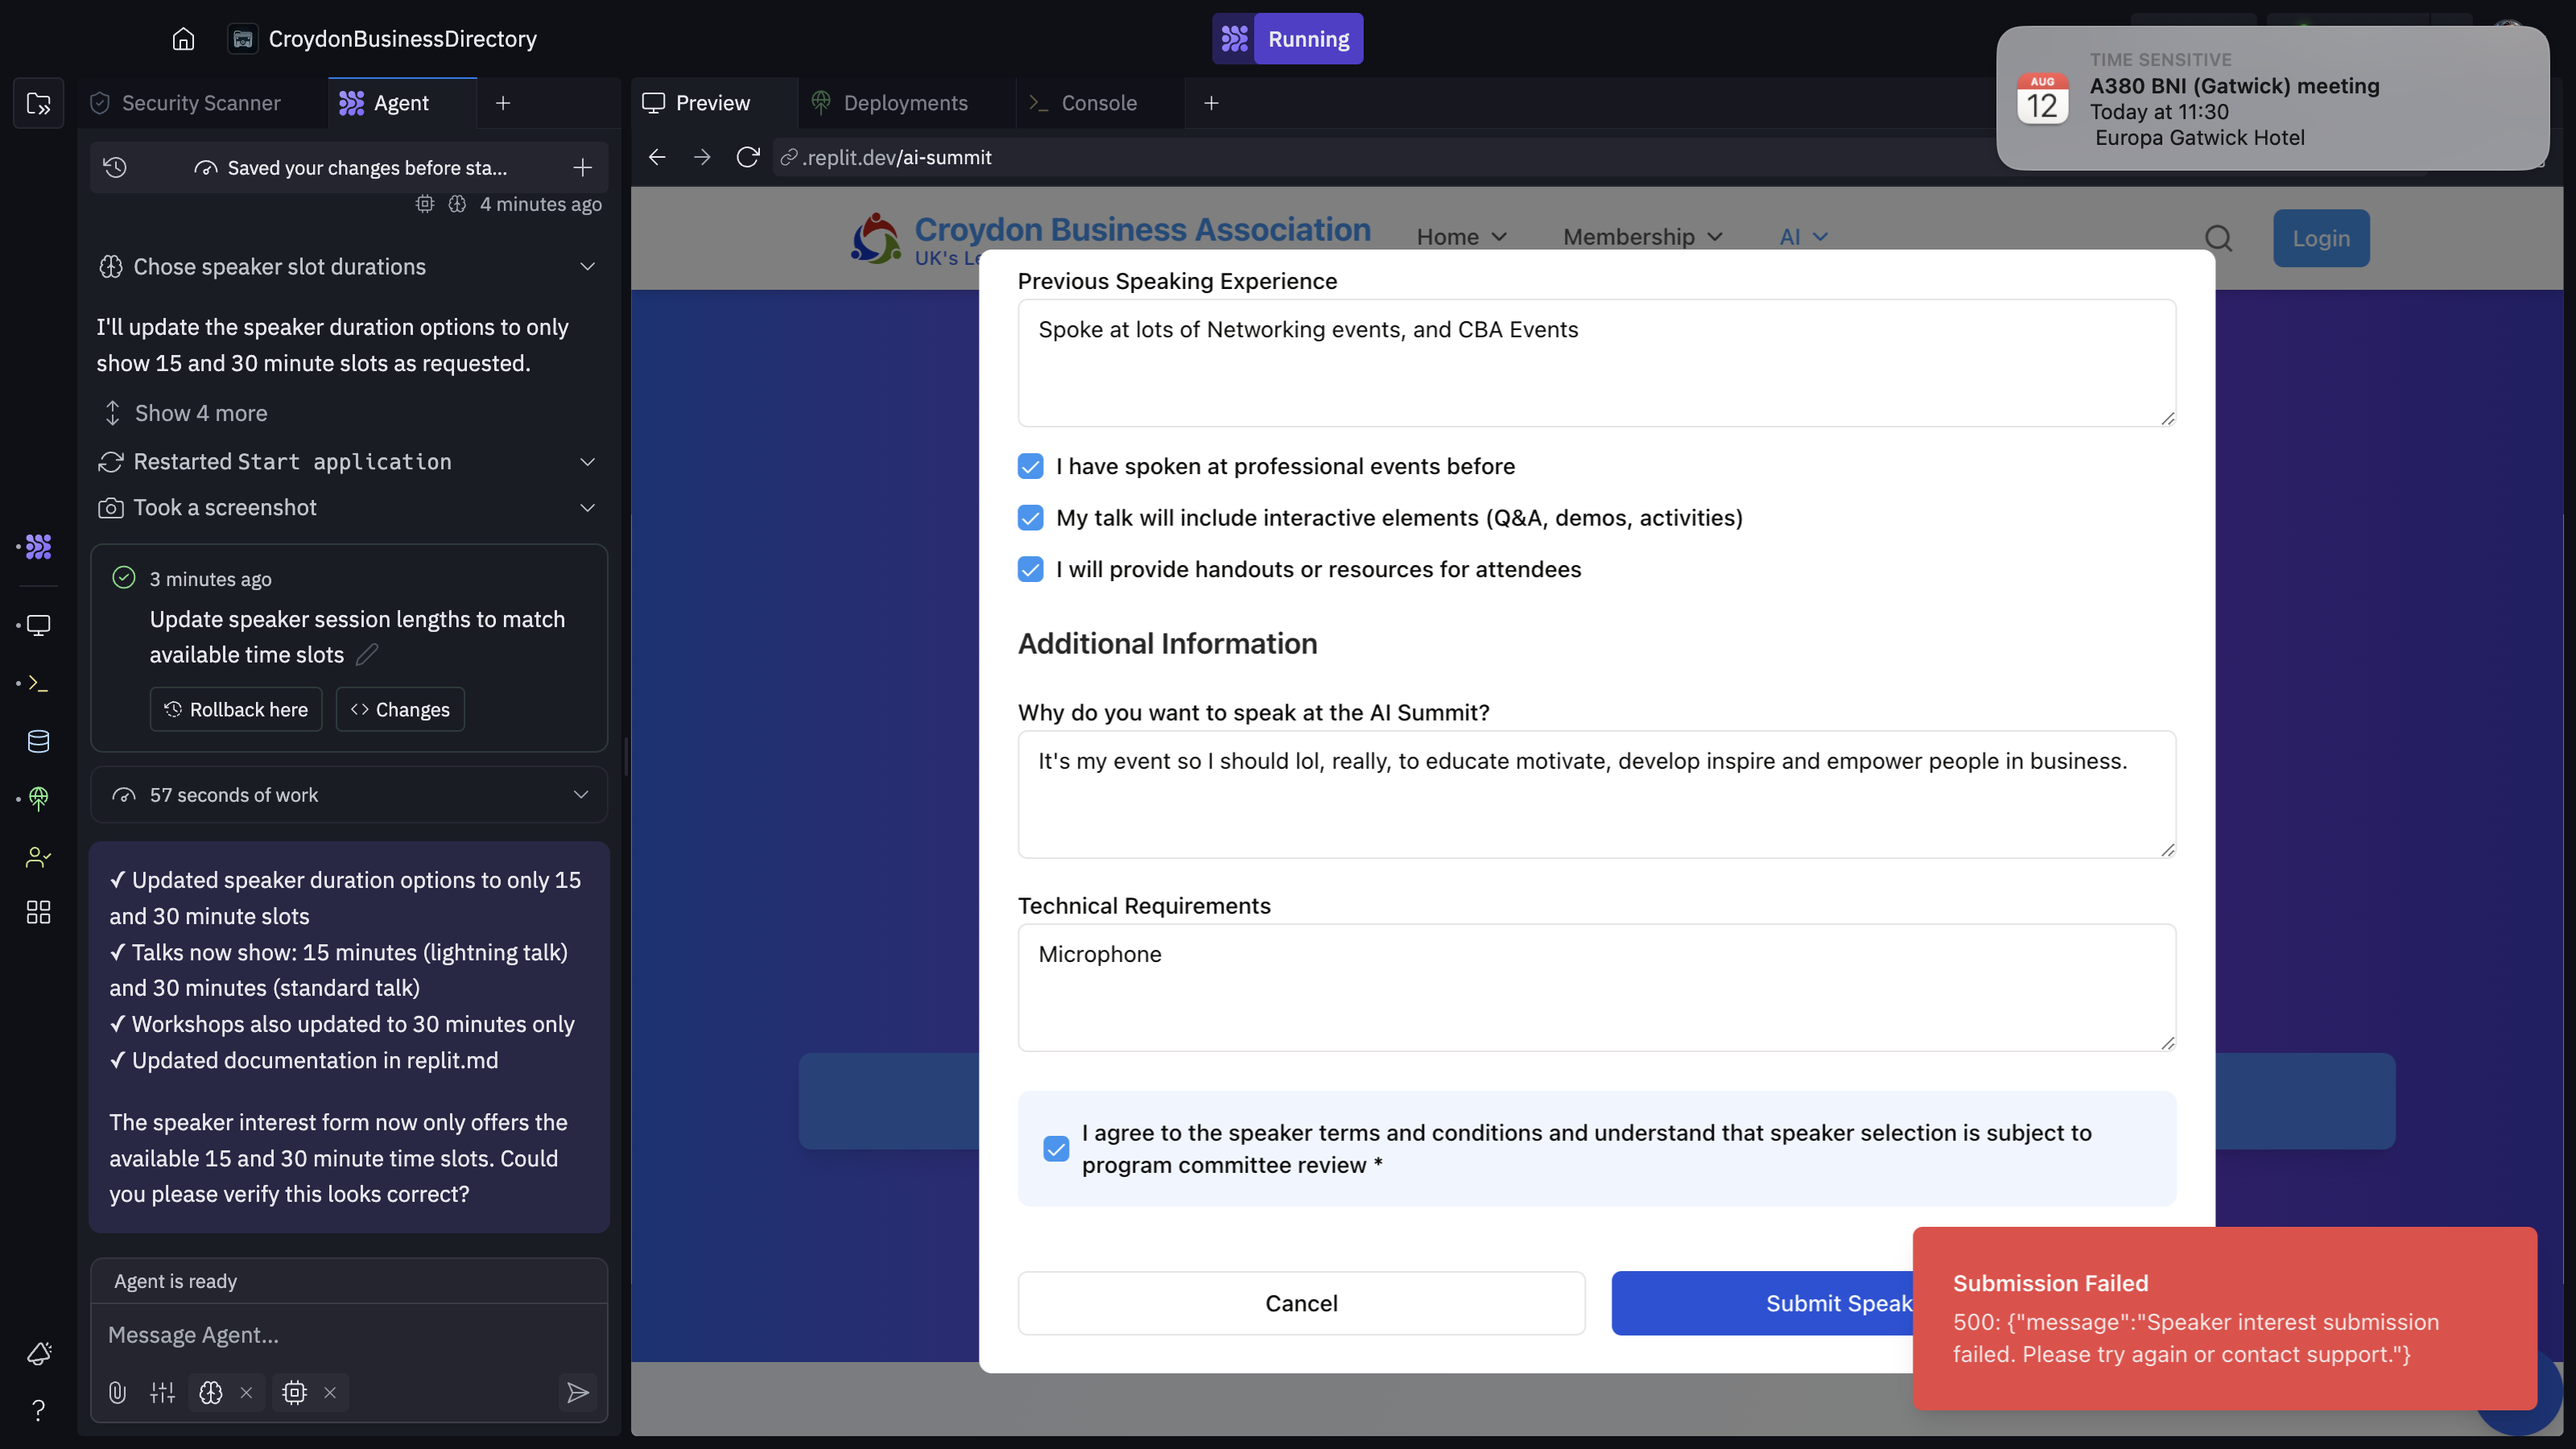 CroydonBusinessDirectory
Running
TIME SENSITIVE
AUG
12
A380 BNI (Gatwick) meeting
Today at 11:30
Europa Gatwick Hotel
Security Scanner
Agent
Preview
Deployments
Console
Saved your changes before sta...
.replit.dev/ai-summit
4 minutes ago
Chose speaker slot durations
I'll update the speaker duration options to only
show 15 and 30 minute slots as requested.
Show 4 more
Restarted Start application
Took a screenshot
3 minutes ago
Update speaker session lengths to match
available time slots
Rollback here
Changes
57 seconds of work
✓ Updated speaker duration options to only 15
and 30 minute slots
✓ Talks now show: 15 minutes (lightning talk)
and 30 minutes (standard talk)
✓ Workshops also updated to 30 minutes only
✓ Updated documentation in replit.md
The speaker interest form now only offers the
available 15 and 30 minute time slots. Could
you please verify this looks correct?
Agent is ready
Message Agent...
Croydon Business Association
UK's Le
Home
Membership
AI
Login
Previous Speaking Experience
Spoke at lots of Networking events, and CBA Events
I have spoken at professional events before
My talk will include interactive elements (Q&A, demos, activities)
I will provide handouts or resources for attendees
Additional Information
Why do you want to speak at the AI Summit?
It's my event so I should lol, really, to educate motivate, develop inspire and empower people in business.
Technical Requirements
Microphone
I agree to the speaker terms and conditions and understand that speaker selection is subject to
program committee review *
Cancel
Submit Speak
Submission Failed
500: {"message":"Speaker interest submission
failed. Please try again or contact support."}